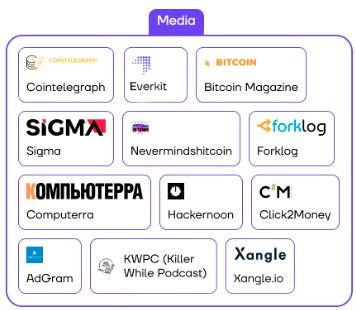 Media
COINTELEGRAPH
Cointelegraph
Everkit
BITCOIN
Bitcoin Magazine
SiGMA
Sigma
Nevermindshitcoin
forklog
Forklog
КОМПЬЮТЕРРА
Computerra
Hackernoon
C²M
Click2Money
AdGram
KWPC (Killer
While Podcast)
Xangle
Xangle.io